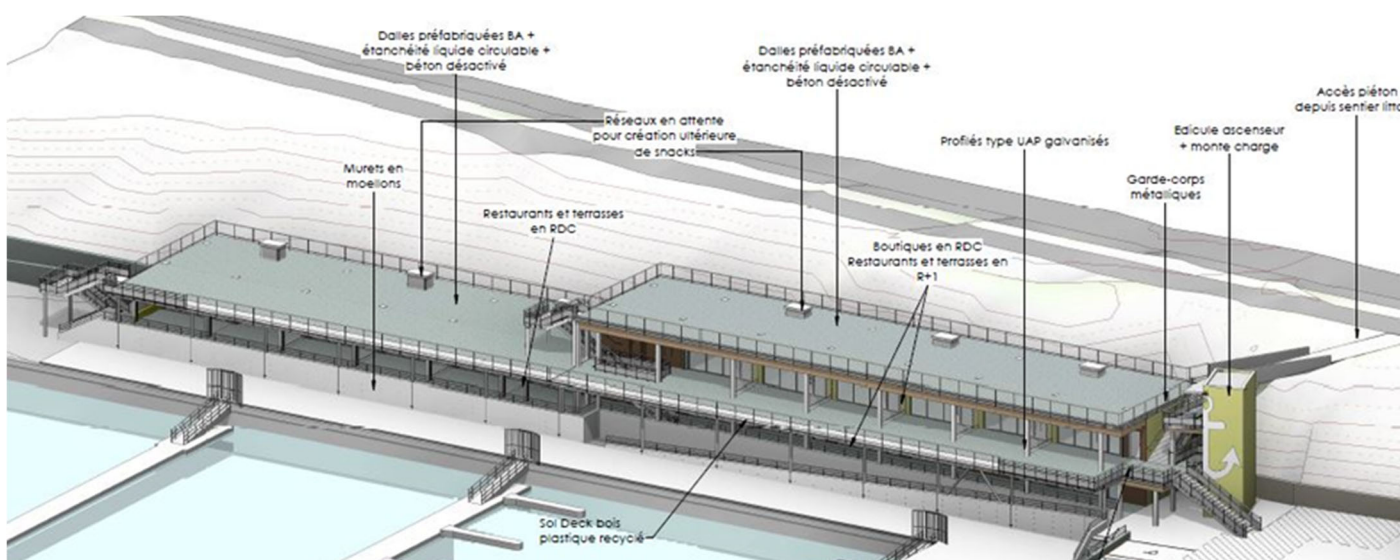 Dalles préfabriquées BA +
étanchéité liquide circulable +
béton désactivé
Dalles préfabriquées BA +
étanchéité liquide circulable +
béton désactivé
Réseaux en attente
pour création ultérieure
de snacks
Profilés type UAP galvanisés
Accès piéton
depuis sentier
Edicule ascenseur
+ monte charge
Murets en
moellons
Garde-corps
métalliques
Restaurants et terrasses
en RDC
Boutiques en RDC
Restaurants et terrasses en
R+1
Sol Deck bois
plastique recyclé